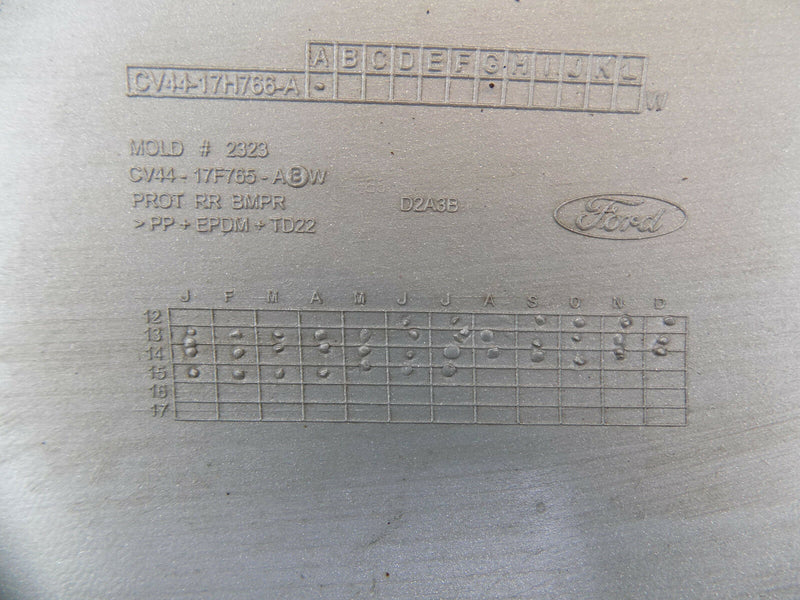 A B C D E F G H I J K L
CV44-17H766-A W
MOLD # 2323
CV44 - 17F765 - A B W
PROT RR BMPR D2A3B
>PP + EPDM + TD22
Ford
J F M A M J J A S O N D
12
13
14
15
16
17